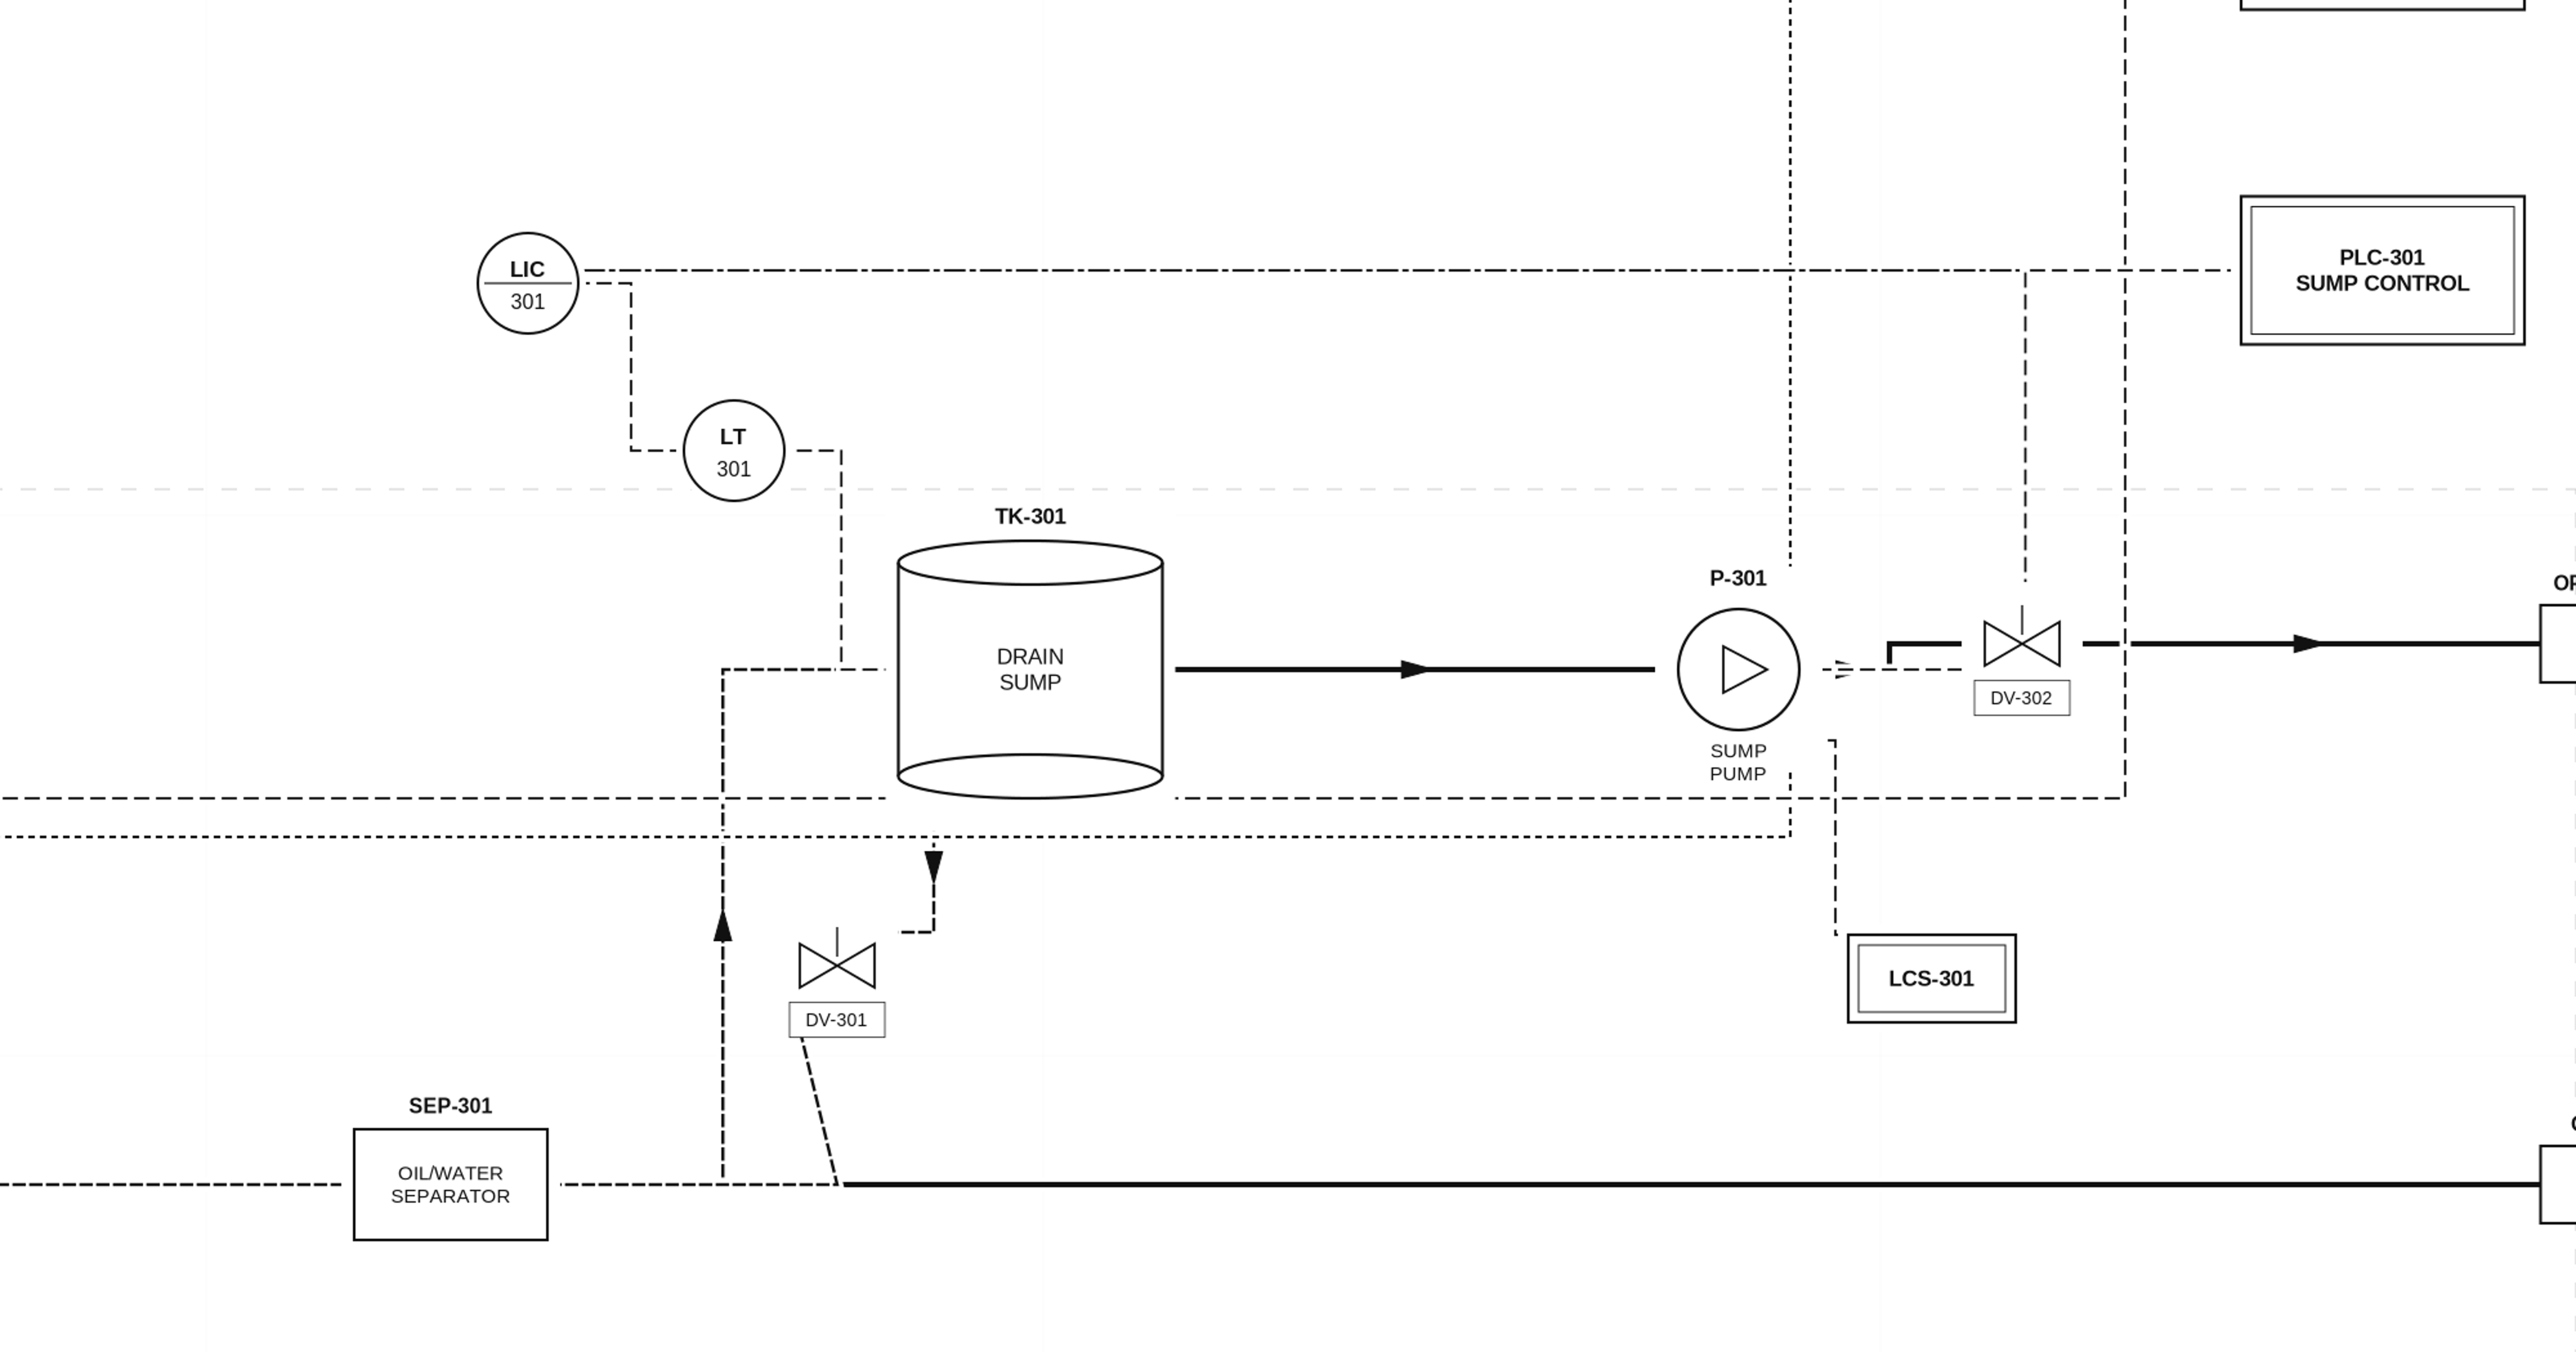 PLC-301
SUMP CONTROL
LIC
301
LT
301
TK-301
DRAIN
SUMP
P-301
SUMP
PUMP
DV-302
LCS-301
DV-301
SEP-301
OIL/WATER
SEPARATOR